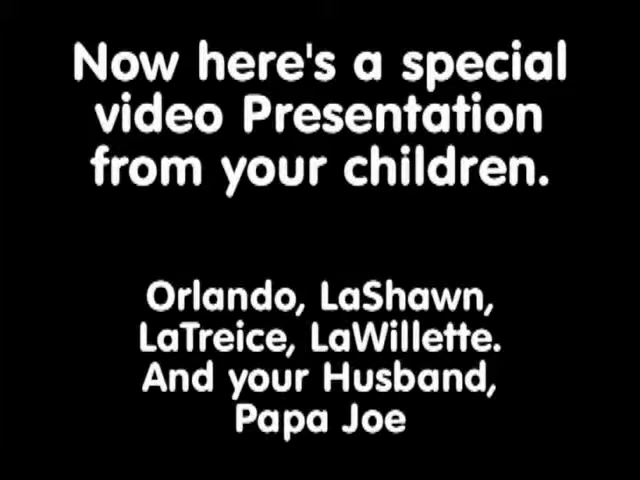 Now here's a special
video Presentation
from your children.
Orlando, LaShawn,
LaTreice, LaWillette.
And your Husband,
Papa Joe